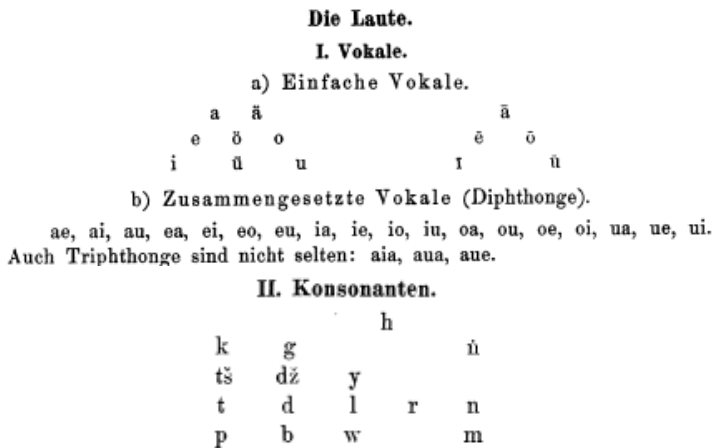 Die Laute.
I. Vokale.
a) Einfache Vokale.
a ä ā
e ö o ē ō
i ü u ī ū
b) Zusammengesetzte Vokale (Diphthonge).
ae, ai, au, ea, ei, eo, eu, ia, ie, io, iu, oa, ou, oe, oi, ua, ue, ui.
Auch Triphthonge sind nicht selten: aia, aua, aue.
II. Konsonanten.
h
k g ṅ
tš dž y
t d l r n
p b w m